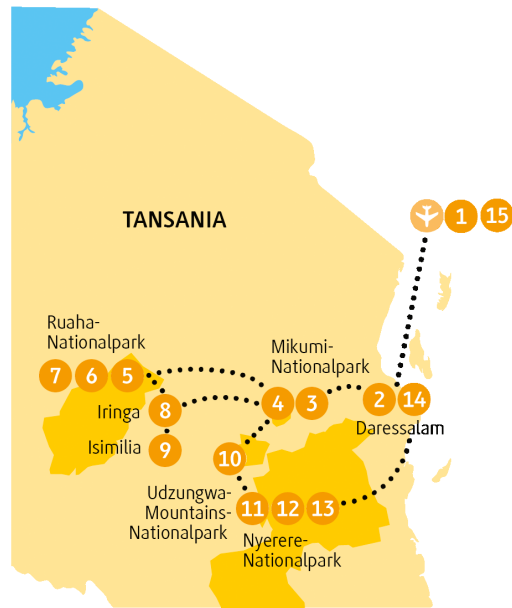 TANSANIA
1 15
Ruaha-
Nationalpark
7 6 5
Mikumi-
Nationalpark
4 3
2 14
Daressalam
Iringa 8
Isimilia 9
10
Udzungwa-
Mountains-
Nationalpark
11 12 13
Nyerere-
Nationalpark